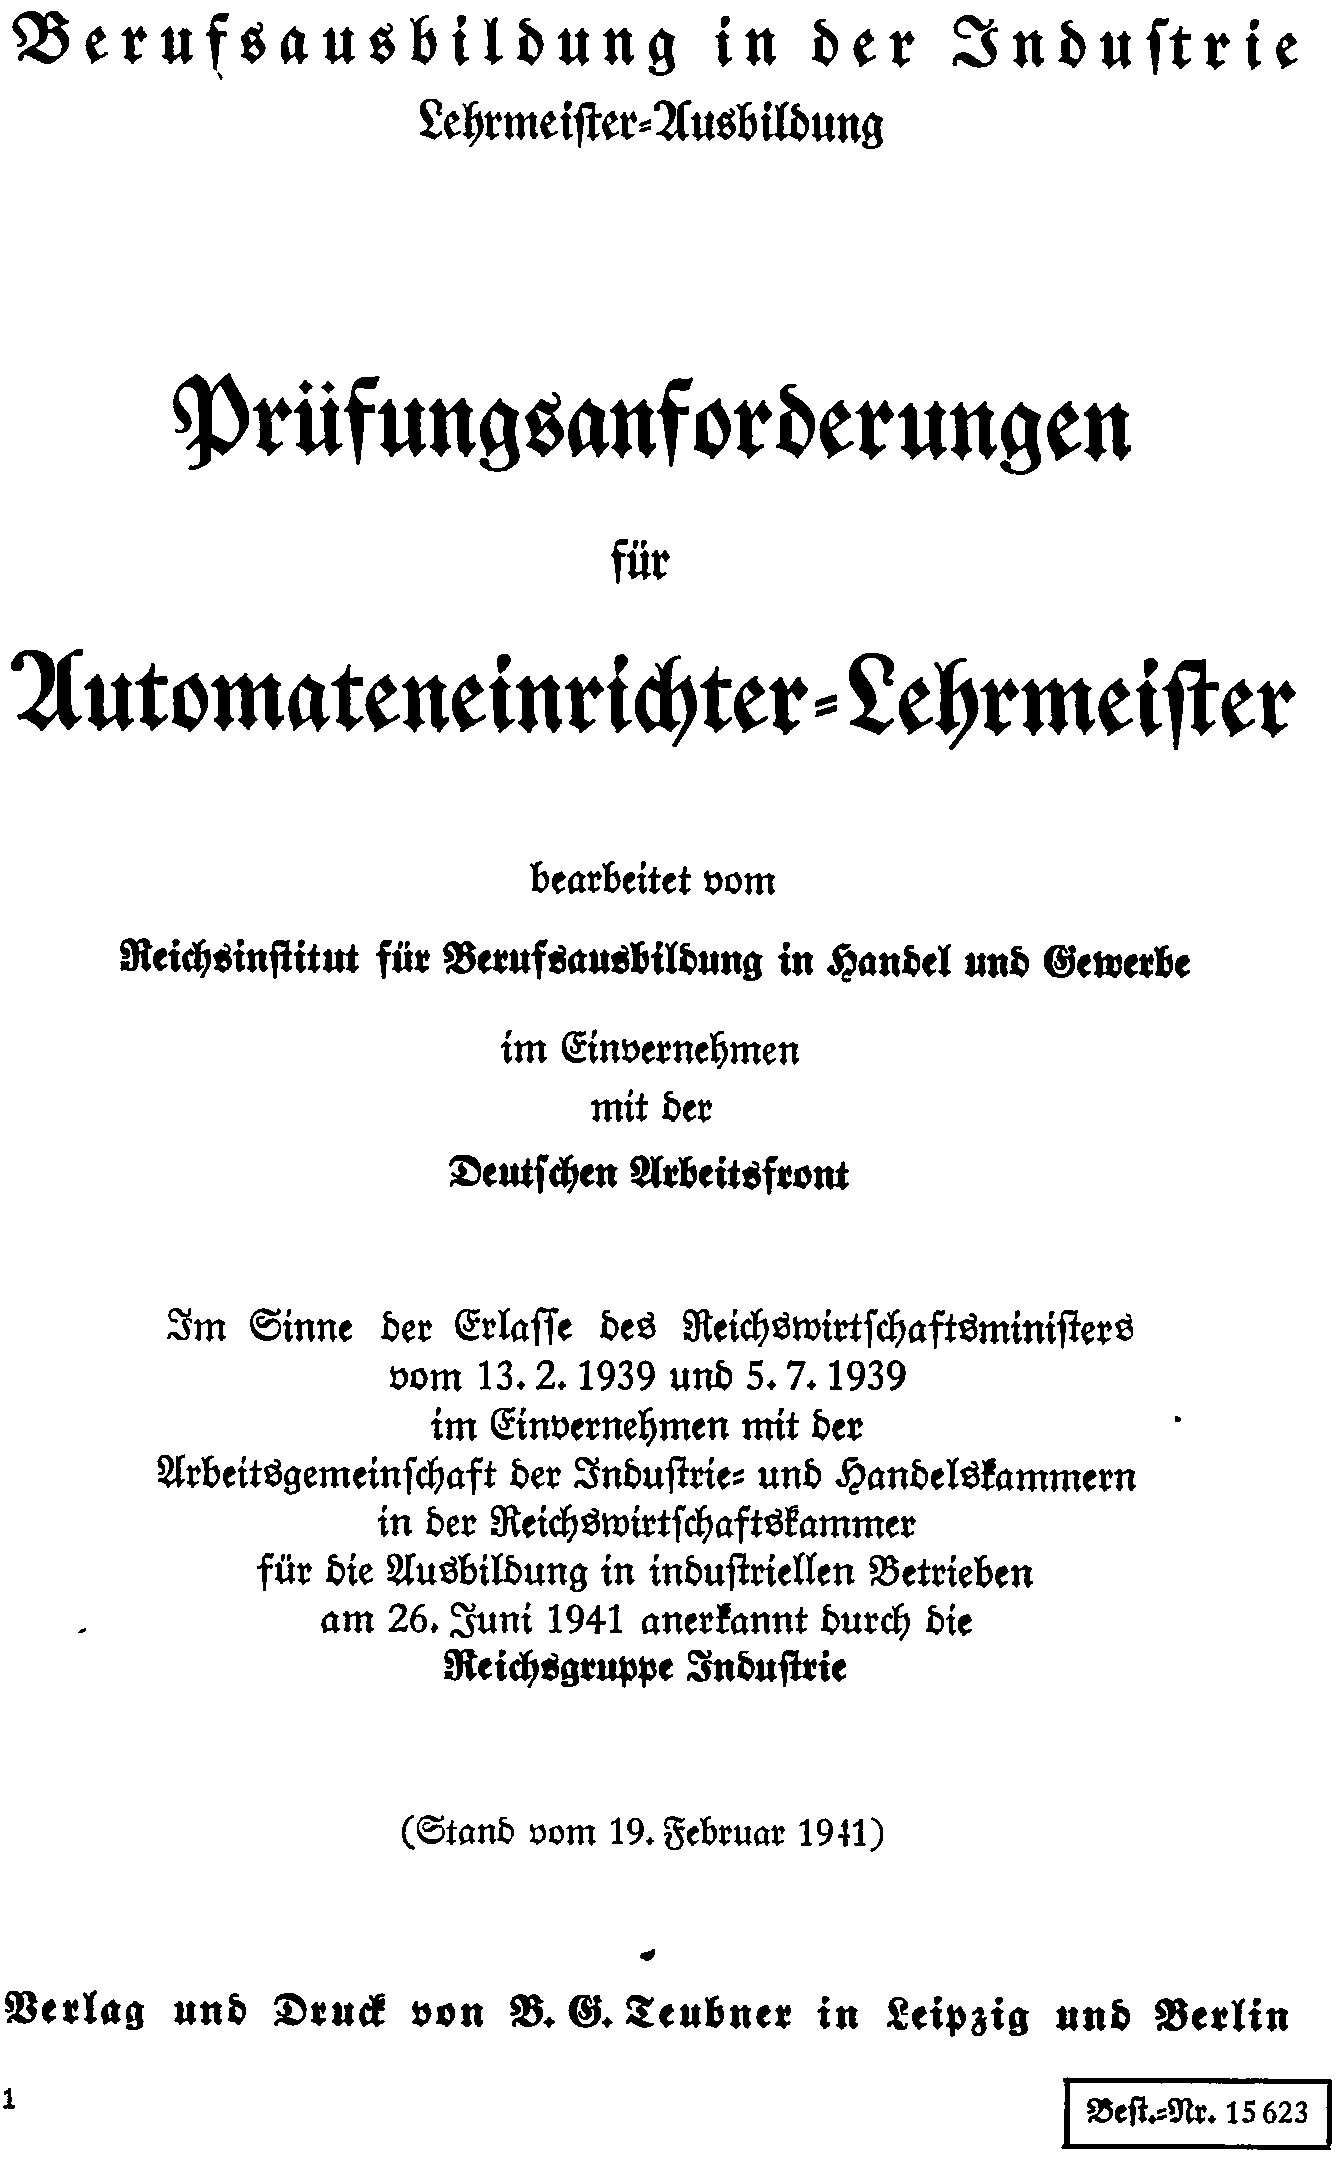 Berufsausbildung in der Industrie
Lehrmeister-Ausbildung
Prüfungsanforderungen
für
Automateneinrichter-Lehrmeister
bearbeitet vom
Reichsinstitut für Berufsausbildung in Handel und Gewerbe
im Einvernehmen
mit der
Deutschen Arbeitsfront
Im Sinne der Erlasse des Reichswirtschaftsministers
vom 13. 2. 1939 und 5. 7. 1939
im Einvernehmen mit der
Arbeitsgemeinschaft der Industrie- und Handelskammern
in der Reichswirtschaftskammer
für die Ausbildung in industriellen Betrieben
am 26. Juni 1941 anerkannt durch die
Reichsgruppe Industrie
(Stand vom 19. Februar 1941)
Verlag und Druck von B. G. Teubner in Leipzig und Berlin
1
Best.-Nr. 15 623